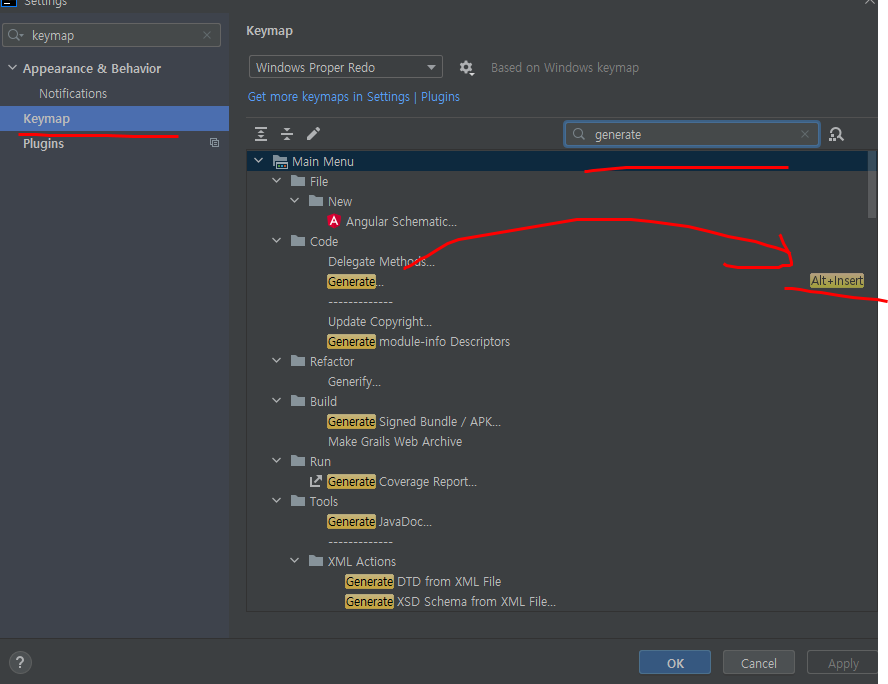 Settings
keymap
Appearance & Behavior
Notifications
Keymap
Plugins
Keymap
Windows Proper Redo
Based on Windows keymap
Get more keymaps in Settings | Plugins
generate
Main Menu
File
New
Angular Schematic...
Code
Delegate Methods...
Generate...
Alt+Insert
-------------
Update Copyright...
Generate module-info Descriptors
Refactor
Generify...
Build
Generate Signed Bundle / APK...
Make Grails Web Archive
Run
Generate Coverage Report...
Tools
Generate JavaDoc...
-------------
XML Actions
Generate DTD from XML File
Generate XSD Schema from XML File...
?
OK
Cancel
Apply